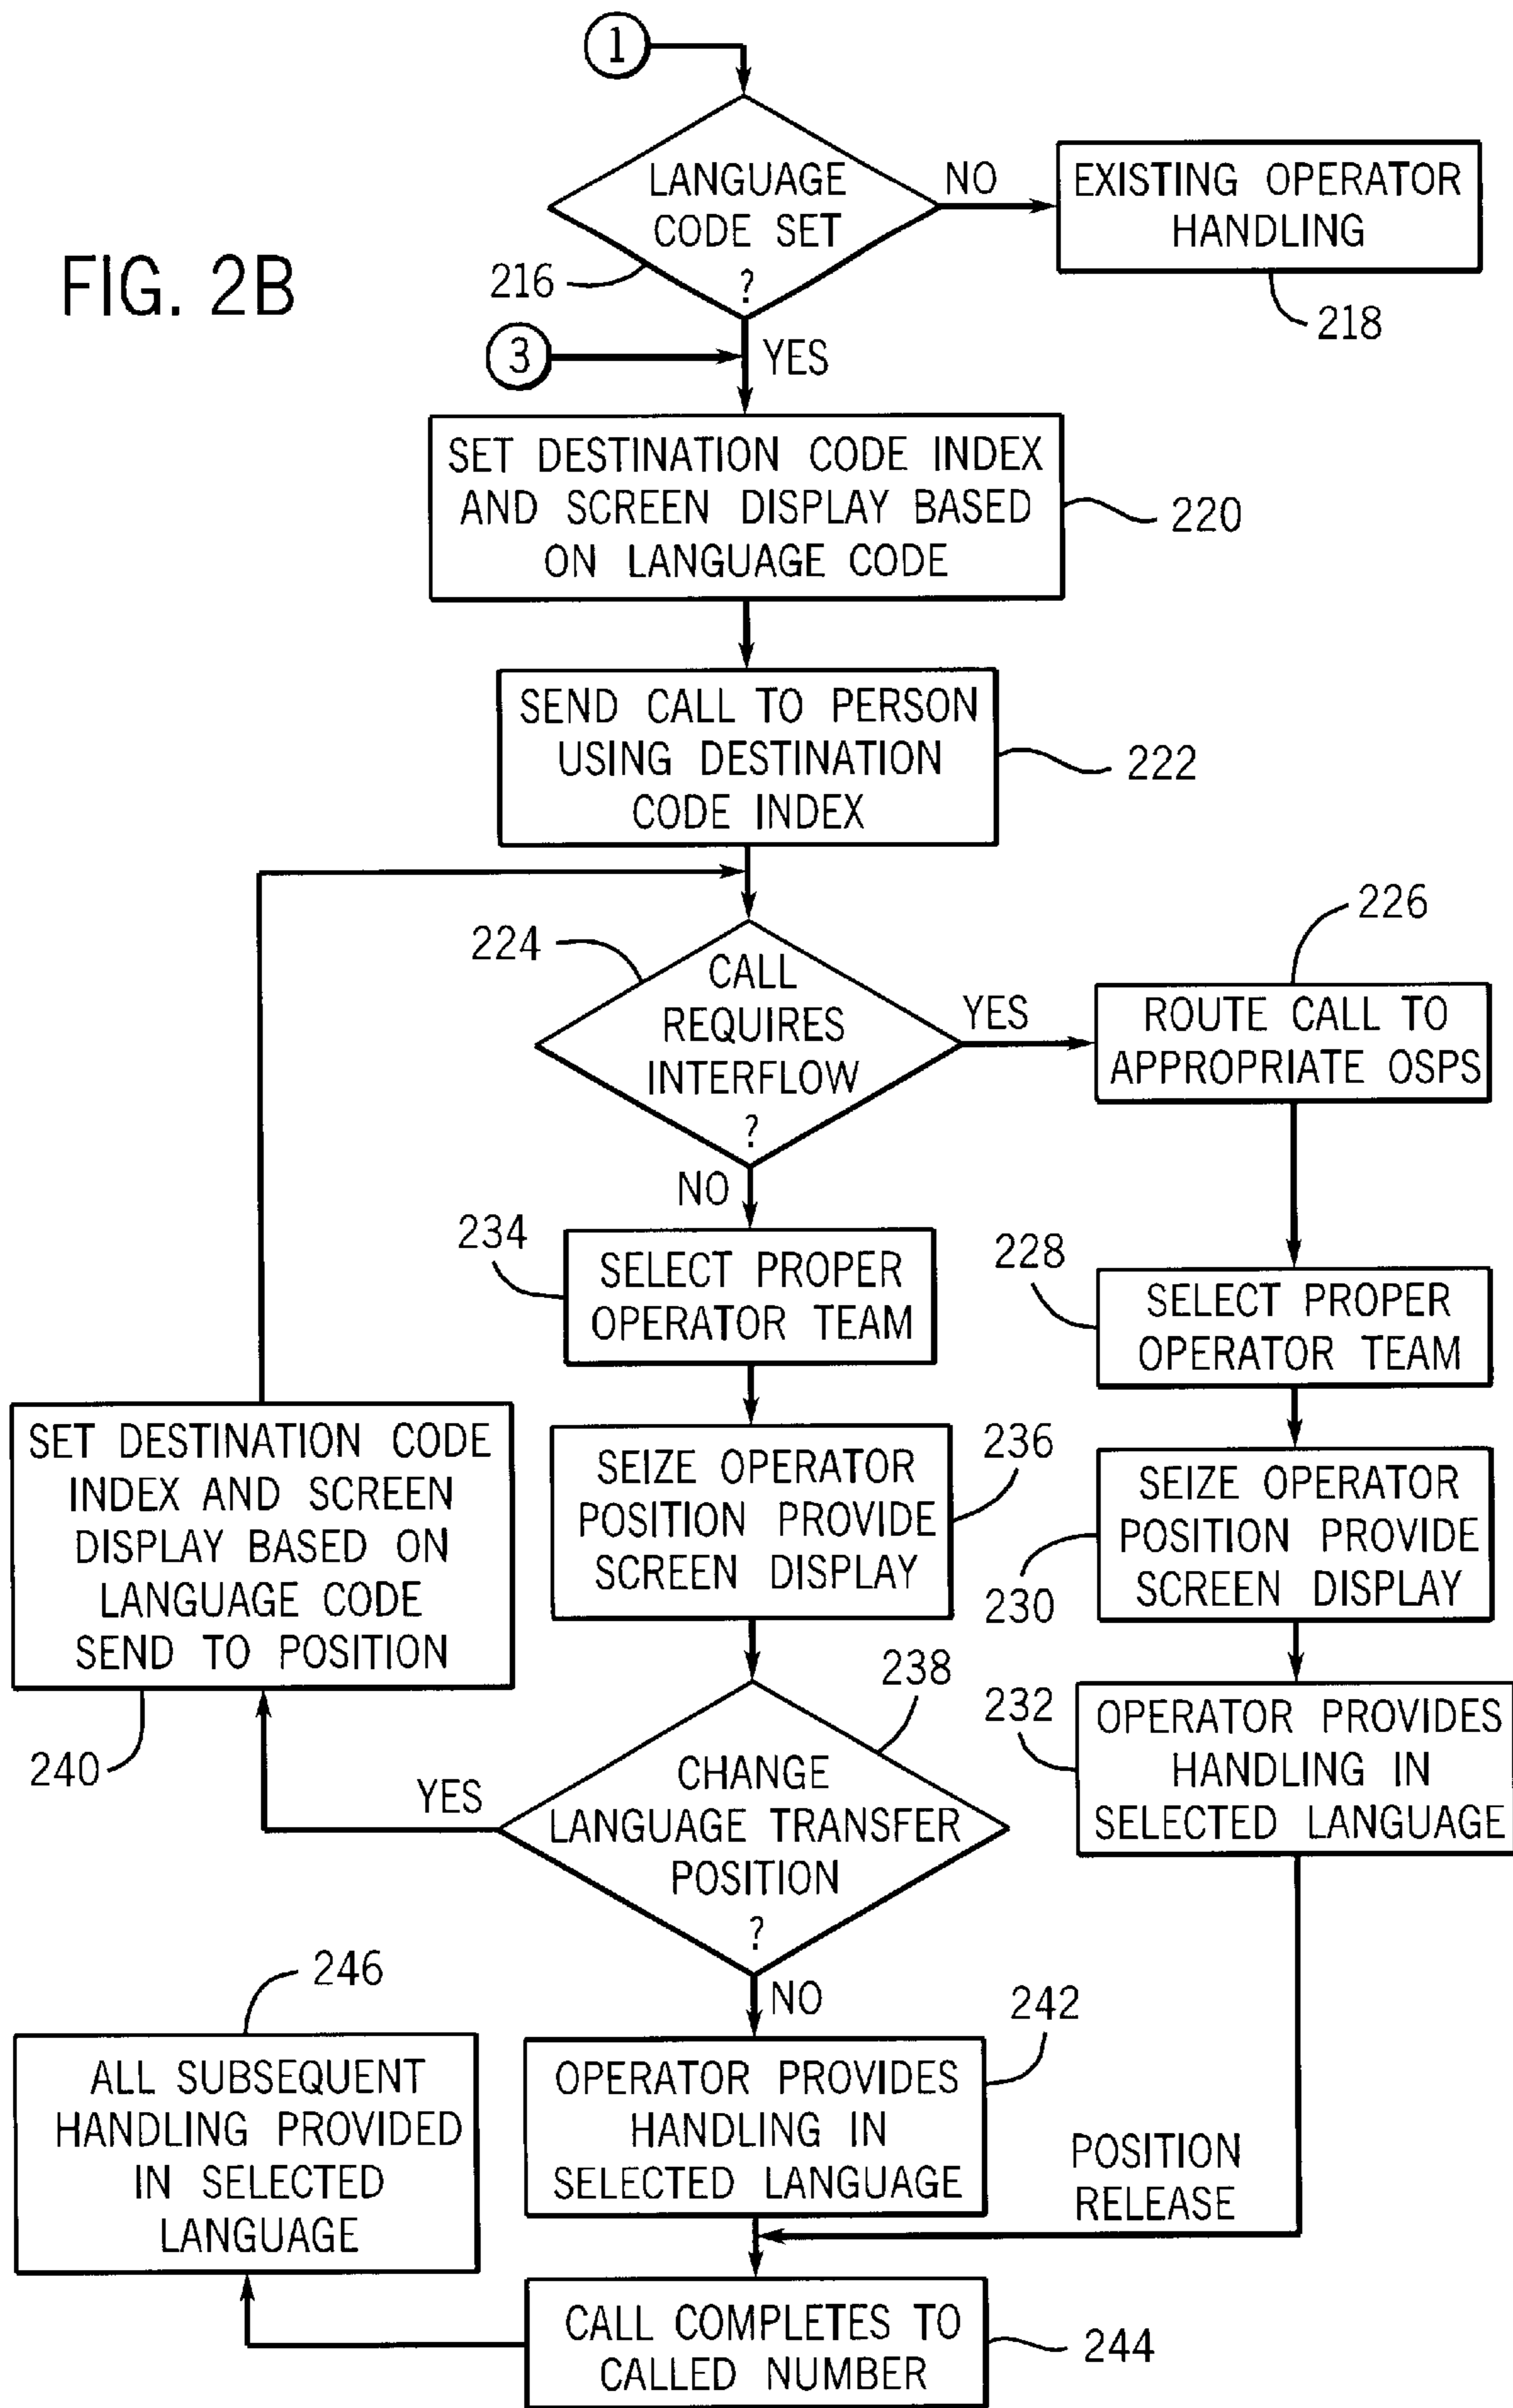 1
LANGUAGE
CODE SET
?
NO
EXISTING OPERATOR
HANDLING
FIG. 2B
216
218
3
YES
SET DESTINATION CODE INDEX
AND SCREEN DISPLAY BASED
ON LANGUAGE CODE
220
SEND CALL TO PERSON
USING DESTINATION
CODE INDEX
222
224
CALL
REQUIRES
INTERFLOW
?
YES
226
ROUTE CALL TO
APPROPRIATE OSPS
NO
234
SELECT PROPER
OPERATOR TEAM
228
SELECT PROPER
OPERATOR TEAM
SET DESTINATION CODE
INDEX AND SCREEN
DISPLAY BASED ON
LANGUAGE CODE
SEND TO POSITION
240
SEIZE OPERATOR
POSITION PROVIDE
SCREEN DISPLAY
236
SEIZE OPERATOR
POSITION PROVIDE
SCREEN DISPLAY
230
238
CHANGE
LANGUAGE TRANSFER
POSITION
?
YES
232
OPERATOR PROVIDES
HANDLING IN
SELECTED LANGUAGE
NO
246
ALL SUBSEQUENT
HANDLING PROVIDED
IN SELECTED
LANGUAGE
242
OPERATOR PROVIDES
HANDLING IN
SELECTED LANGUAGE
POSITION
RELEASE
CALL COMPLETES TO
CALLED NUMBER
244